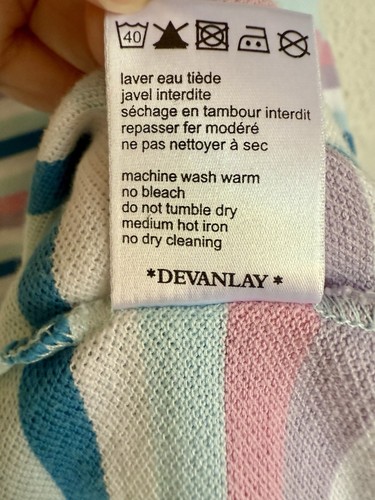 40
laver eau tiède
javel interdite
séchage en tambour interdit
repasser fer modéré
ne pas nettoyer à sec
machine wash warm
no bleach
do not tumble dry
medium hot iron
no dry cleaning
*DEVANLAY*